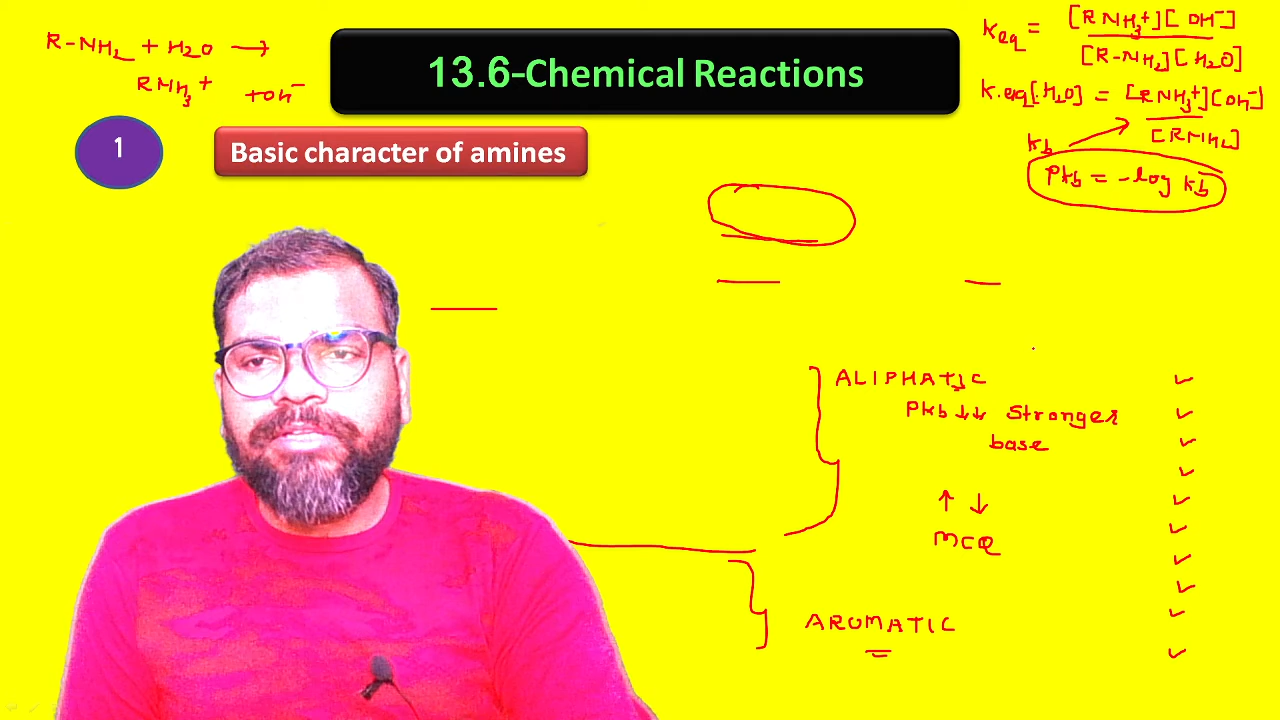 R-NH₂ + H₂O ⟶
RNH₃⁺ + OH⁻
13.6-Chemical Reactions
Keq = [RNH₃⁺][OH⁻] / [R-NH₂][H₂O]
K.eq[H₂O] = [RNH₃⁺][OH⁻] / [RNH₂]
Kb
Pkb = -log kb
1
Basic character of amines
ALIPHATIC
Pkb ↓↓ Stronger
base
↑ ↓
MCQ
AROMATIC